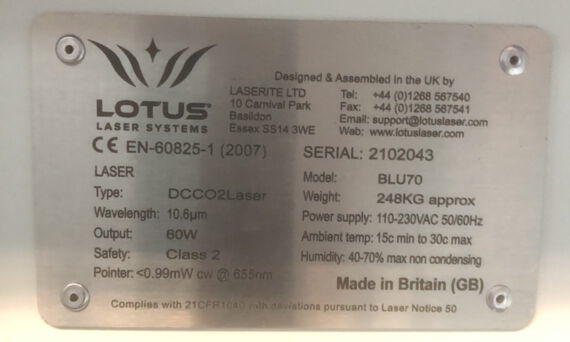 LOTUS
LASER SYSTEMS
Designed & Assembled in the UK by
LASERITE LTD
10 Carnival Park
Basildon
Essex SS14 3WE
Tel: +44 (0)1268 567540
Fax: +44 (0)1268 567541
Email: support@lotuslaser.com
Web: www.lotuslaser.com
CE EN-60825-1 (2007)
SERIAL: 2102043
LASER
Type: DCCO2Laser
Wavelength: 10.6µm
Output: 60W
Safety: Class 2
Pointer: <0.99mW cw @ 655nm
Model: BLU70
Weight: 248KG approx
Power supply: 110-230VAC 50/60Hz
Ambient temp: 15c min to 30c max
Humidity: 40-70% max non condensing
Made in Britain (GB)
Complies with 21CFR1040 with deviations pursuant to Laser Notice 50